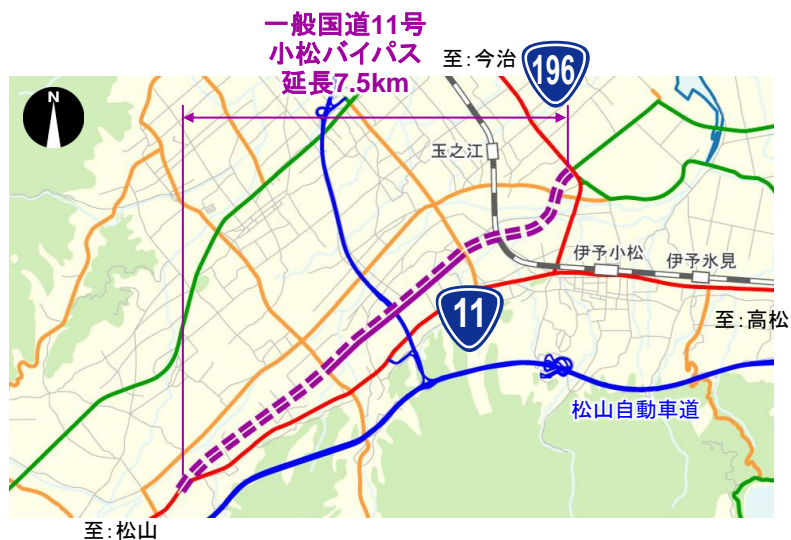 一般国道11号
小松バイパス
延長7.5km
至：今治
196
N
玉之江
伊予小松
伊予氷見
11
至：高松
松山自動車道
至：松山